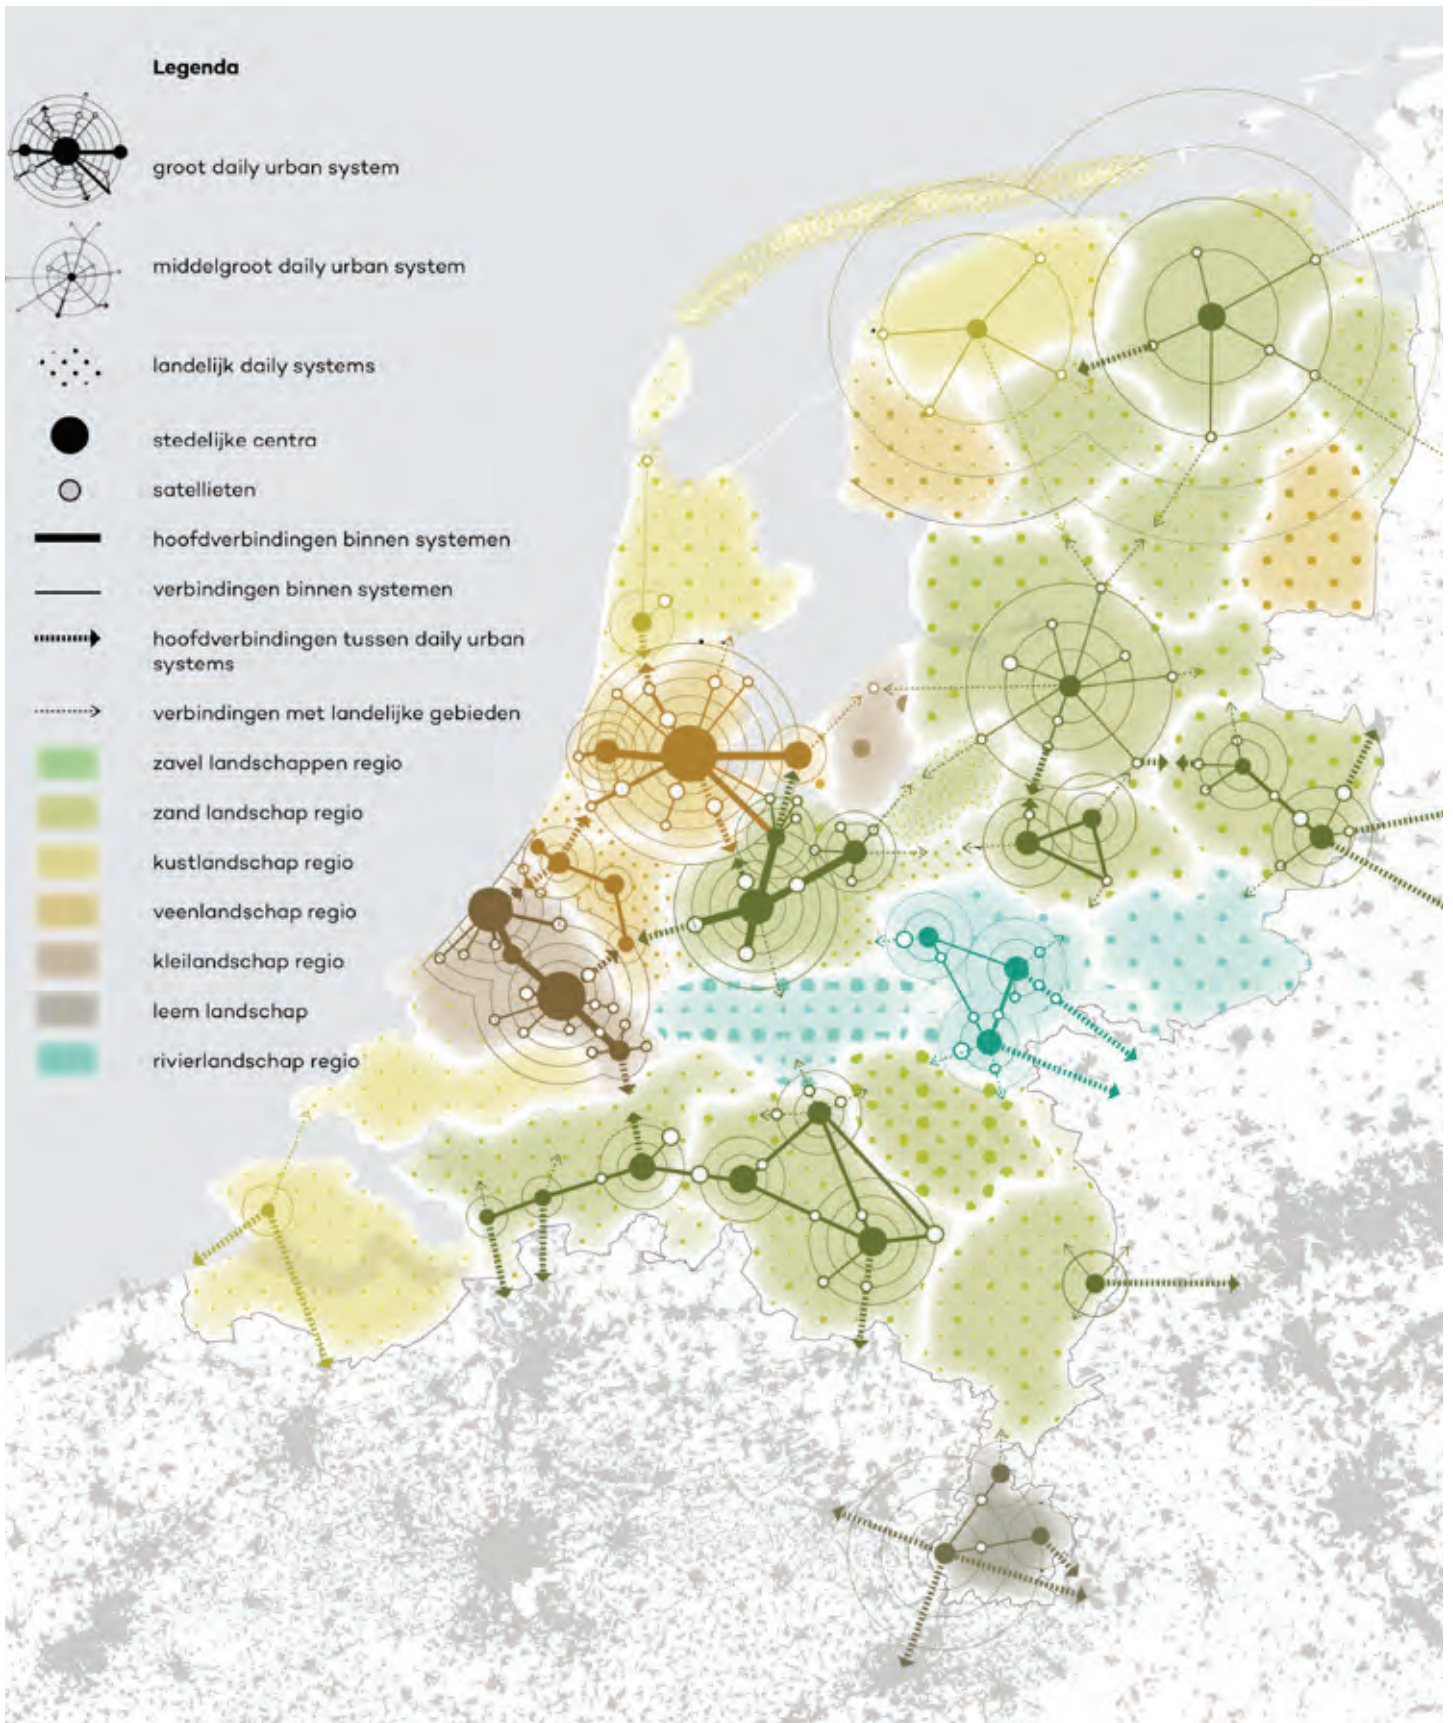 Legenda
groot daily urban system
middelgroot daily urban system
landelijk daily systems
stedelijke centra
satellieten
hoofdverbindingen binnen systemen
verbindingen binnen systemen
hoofdverbindingen tussen daily urban
systems
verbindingen met landelijke gebieden
zavel landschappen regio
zand landschap regio
kustlandschap regio
veenlandschap regio
kleilandschap regio
leem landschap
rivierlandschap regio